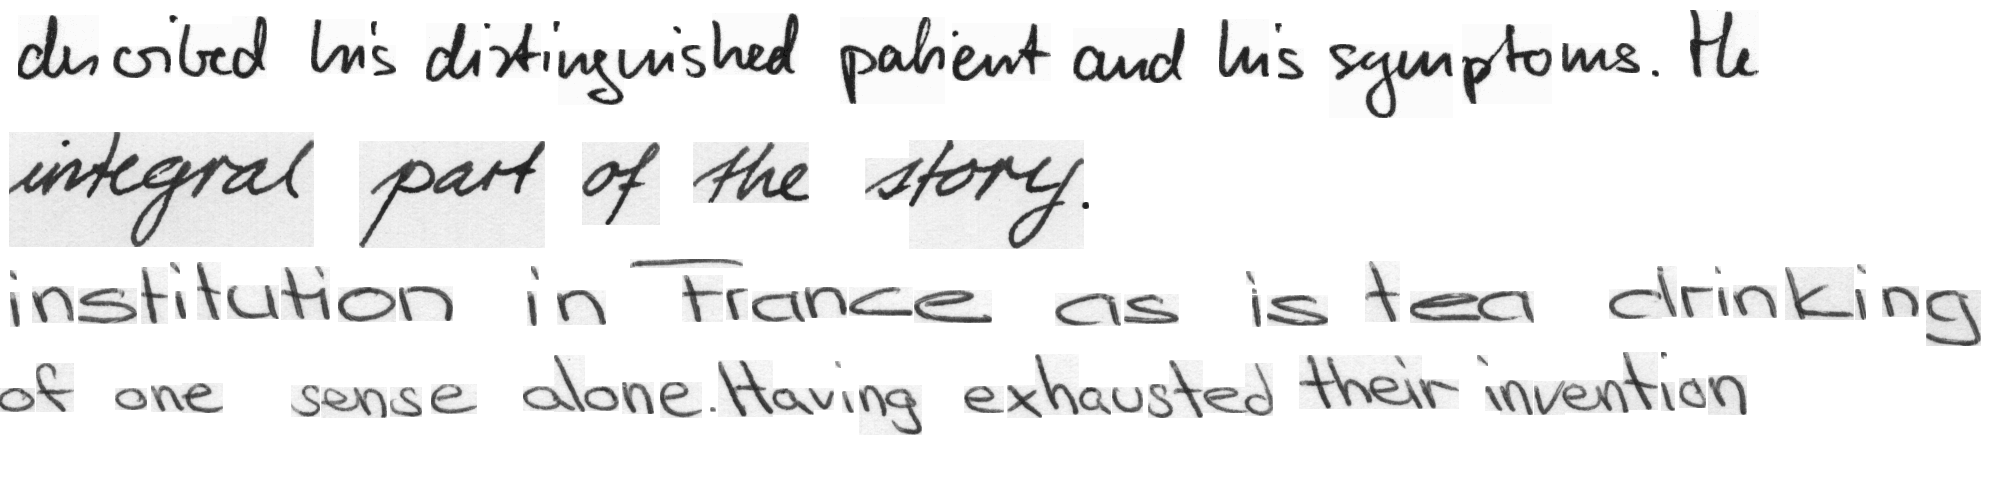 described his distinguished patient and his symptoms. He
integral part of the story.
institution in France as is tea drinking
of one sense alone. Having exhausted their invention